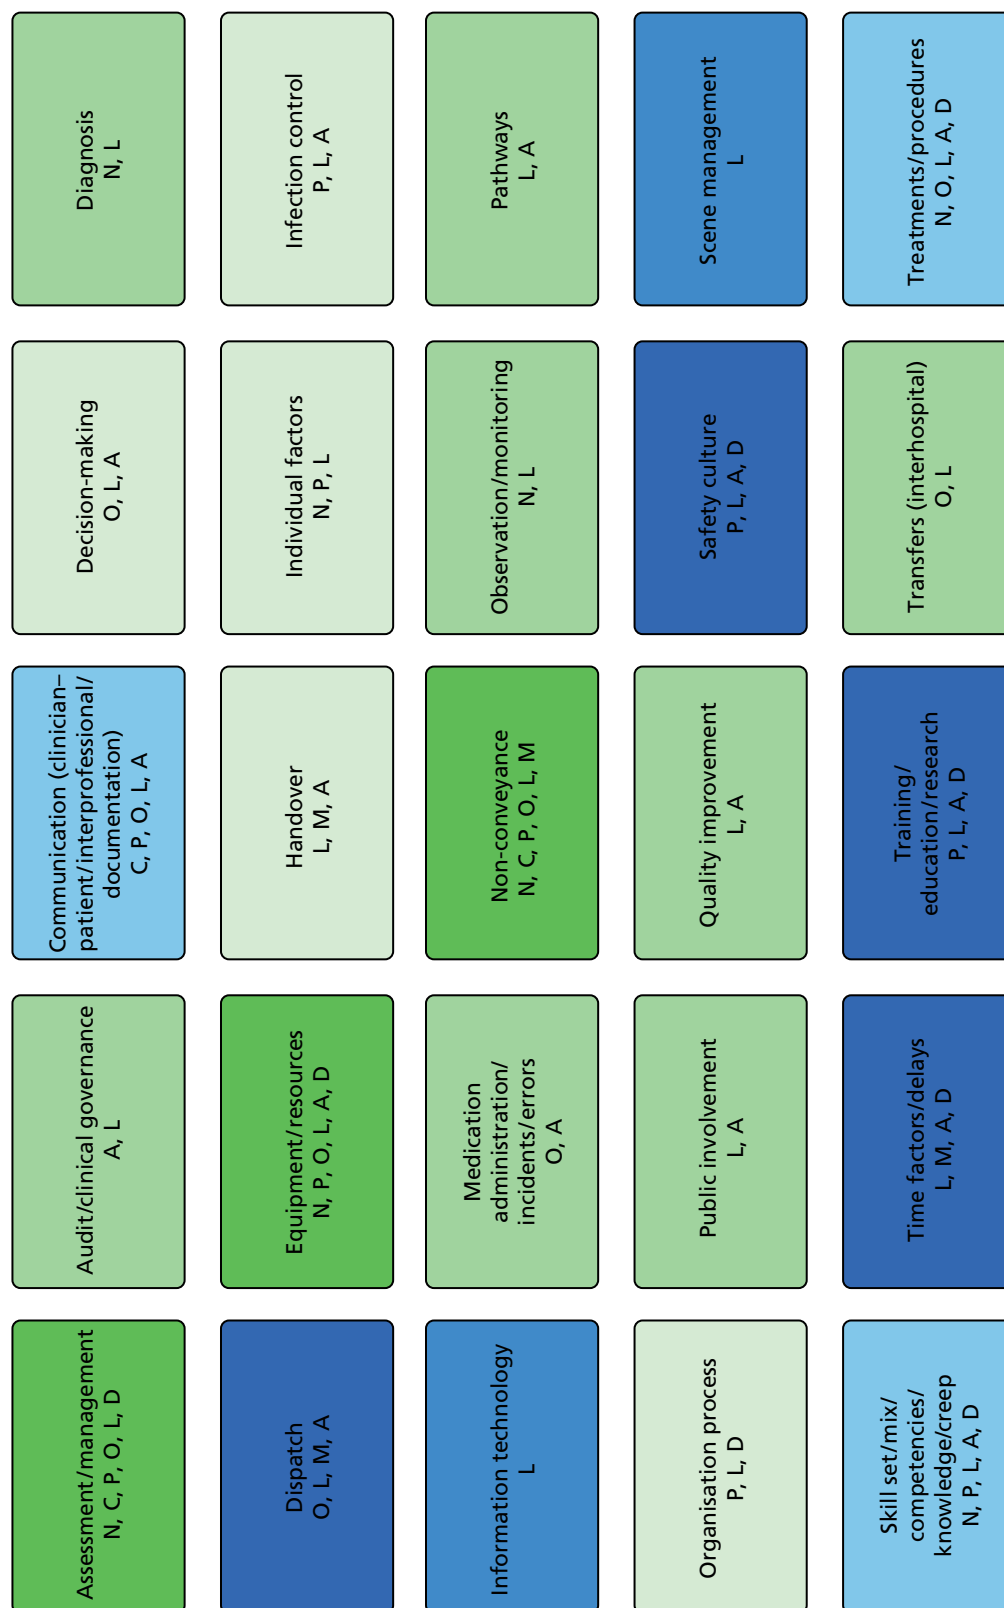 Assessment/management
N, C, P, O, L, D
Audit/clinical governance
A, L
Communication (clinician–
patient/interprofessional/
documentation)
C, P, O, L, A
Decision-making
O, L, A
Diagnosis
N, L
Dispatch
O, L, M, A
Equipment/resources
N, P, O, L, A, D
Handover
L, M, A
Individual factors
N, P, L
Infection control
P, L, A
Information technology
L
Medication
administration/
incidents/errors
O, A
Non-conveyance
N, C, P, O, L, M
Observation/monitoring
N, L
Pathways
L, A
Organisation process
P, L, D
Public involvement
L, A
Quality improvement
L, A
Safety culture
P, L, A, D
Scene management
L
Skill set/mix/
competencies/
knowledge/creep
N, P, L, A, D
Time factors/delays
L, M, A, D
Training/
education/research
P, L, A, D
Transfers (interhospital)
O, L
Treatments/procedures
N, O, L, A, D